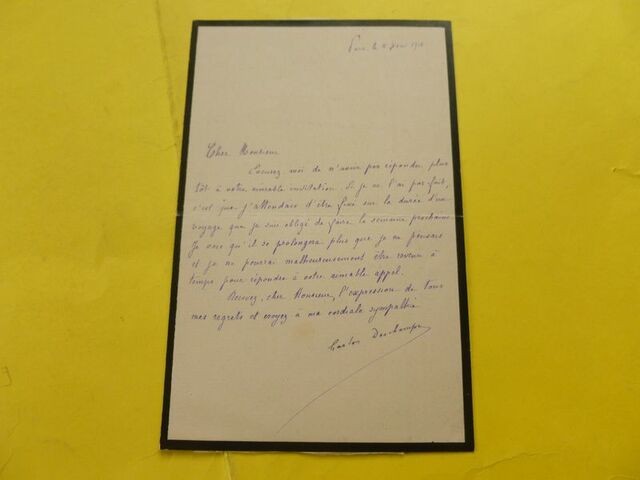 Paris, le
Cher Monsieur
Excusez moi de n'avoir pas répondu plus
tôt à votre aimable invitation. Si je ne l'ai pas fait,
c'est que j'attendais d'être fixé sur la durée d'un
voyage que je suis obligé de faire la semaine prochaine.
Je vois qu'il se prolongera plus que je ne pensais
et je ne pourrai malheureusement être revenu à
temps pour répondre à votre aimable appel.
Recevez, cher Monsieur, l'expression de tous
mes regrets et croyez à ma cordiale sympathie
Gaston Deschamps